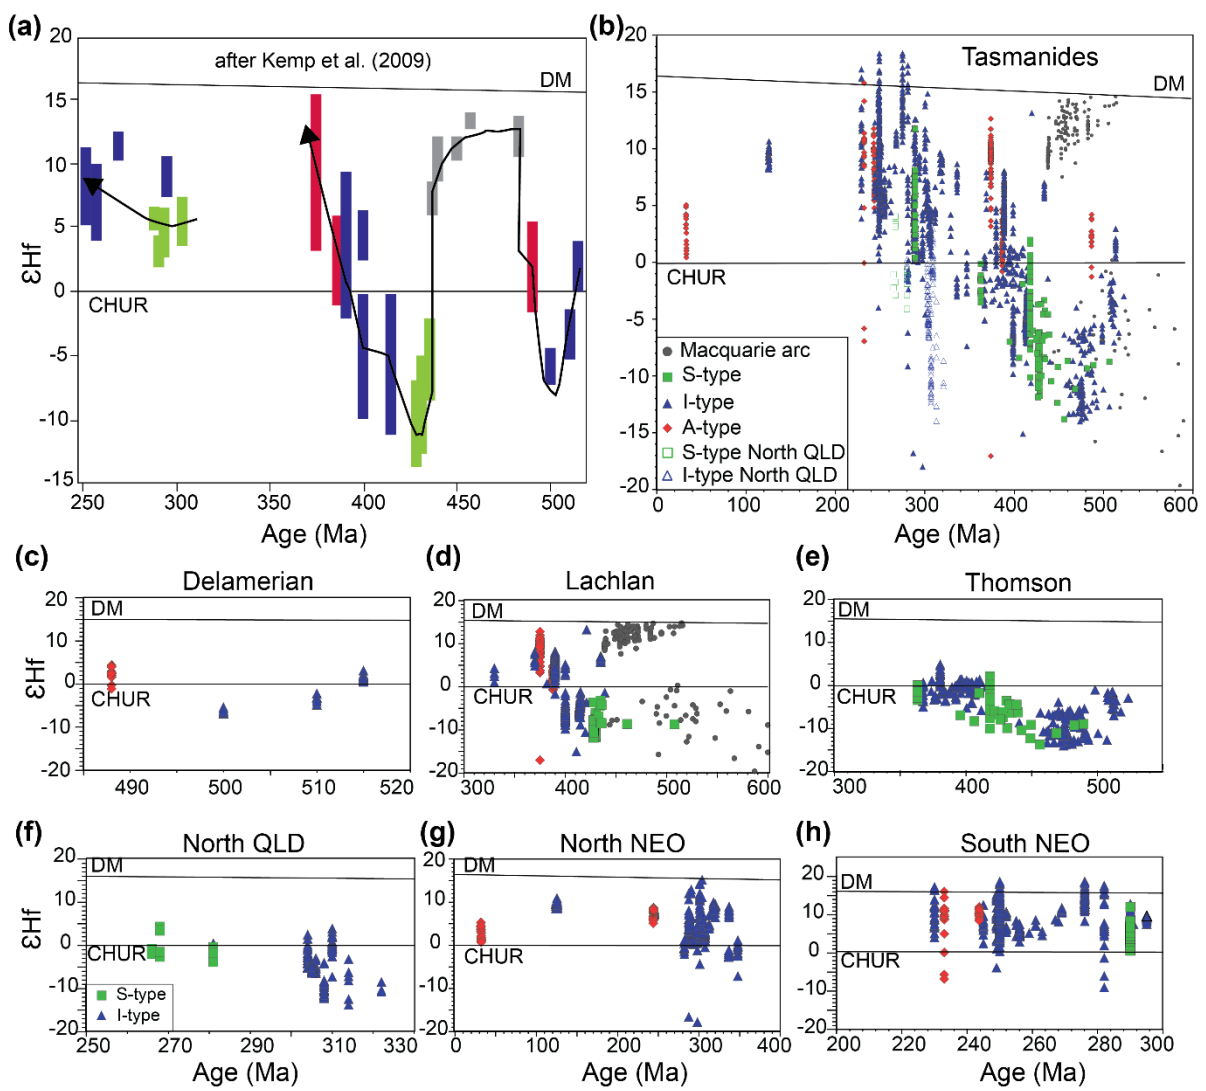 (a)
20
15
10
5
0
-5
-10
-15
εHf
after Kemp et al. (2009)
DM
CHUR
250
300
350
400
450
500
Age (Ma)
(b)
20
15
10
5
0
-5
-10
-15
-20
Tasmanides
DM
CHUR
Macquarie arc
S-type
I-type
A-type
S-type North QLD
I-type North QLD
0
100
200
300
400
500
600
Age (Ma)
(c)
Delamerian
εHf
20
10
0
-10
-20
DM
CHUR
490
500
510
520
(d)
Lachlan
20
10
0
-10
-20
DM
CHUR
300
400
500
600
(e)
Thomson
20
10
0
-10
-20
DM
CHUR
300
400
500
(f)
North QLD
εHf
20
10
0
-10
-20
DM
CHUR
S-type
I-type
250
270
290
310
330
Age (Ma)
(g)
North NEO
20
10
0
-10
-20
DM
CHUR
0
100
200
300
400
Age (Ma)
(h)
South NEO
20
10
0
-10
-20
DM
CHUR
200
220
240
260
280
300
Age (Ma)